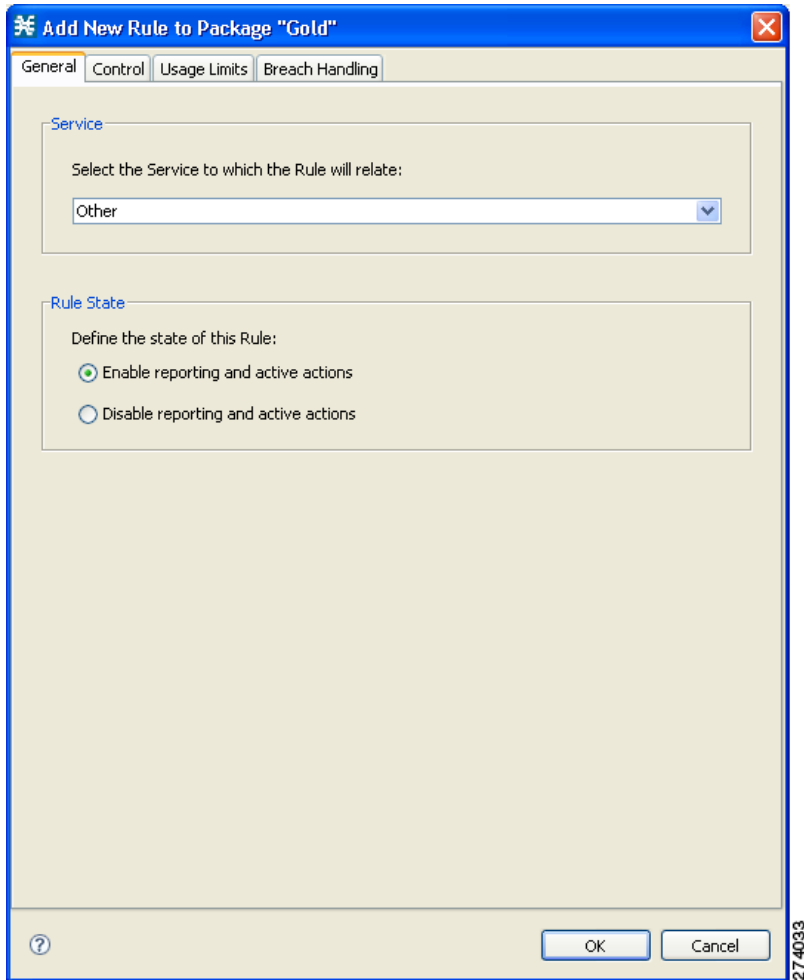 Add New Rule to Package "Gold"
General Control Usage Limits Breach Handling
Service
Select the Service to which the Rule will relate:
Other
Rule State
Define the state of this Rule:
Enable reporting and active actions
Disable reporting and active actions
?
OK Cancel
274033